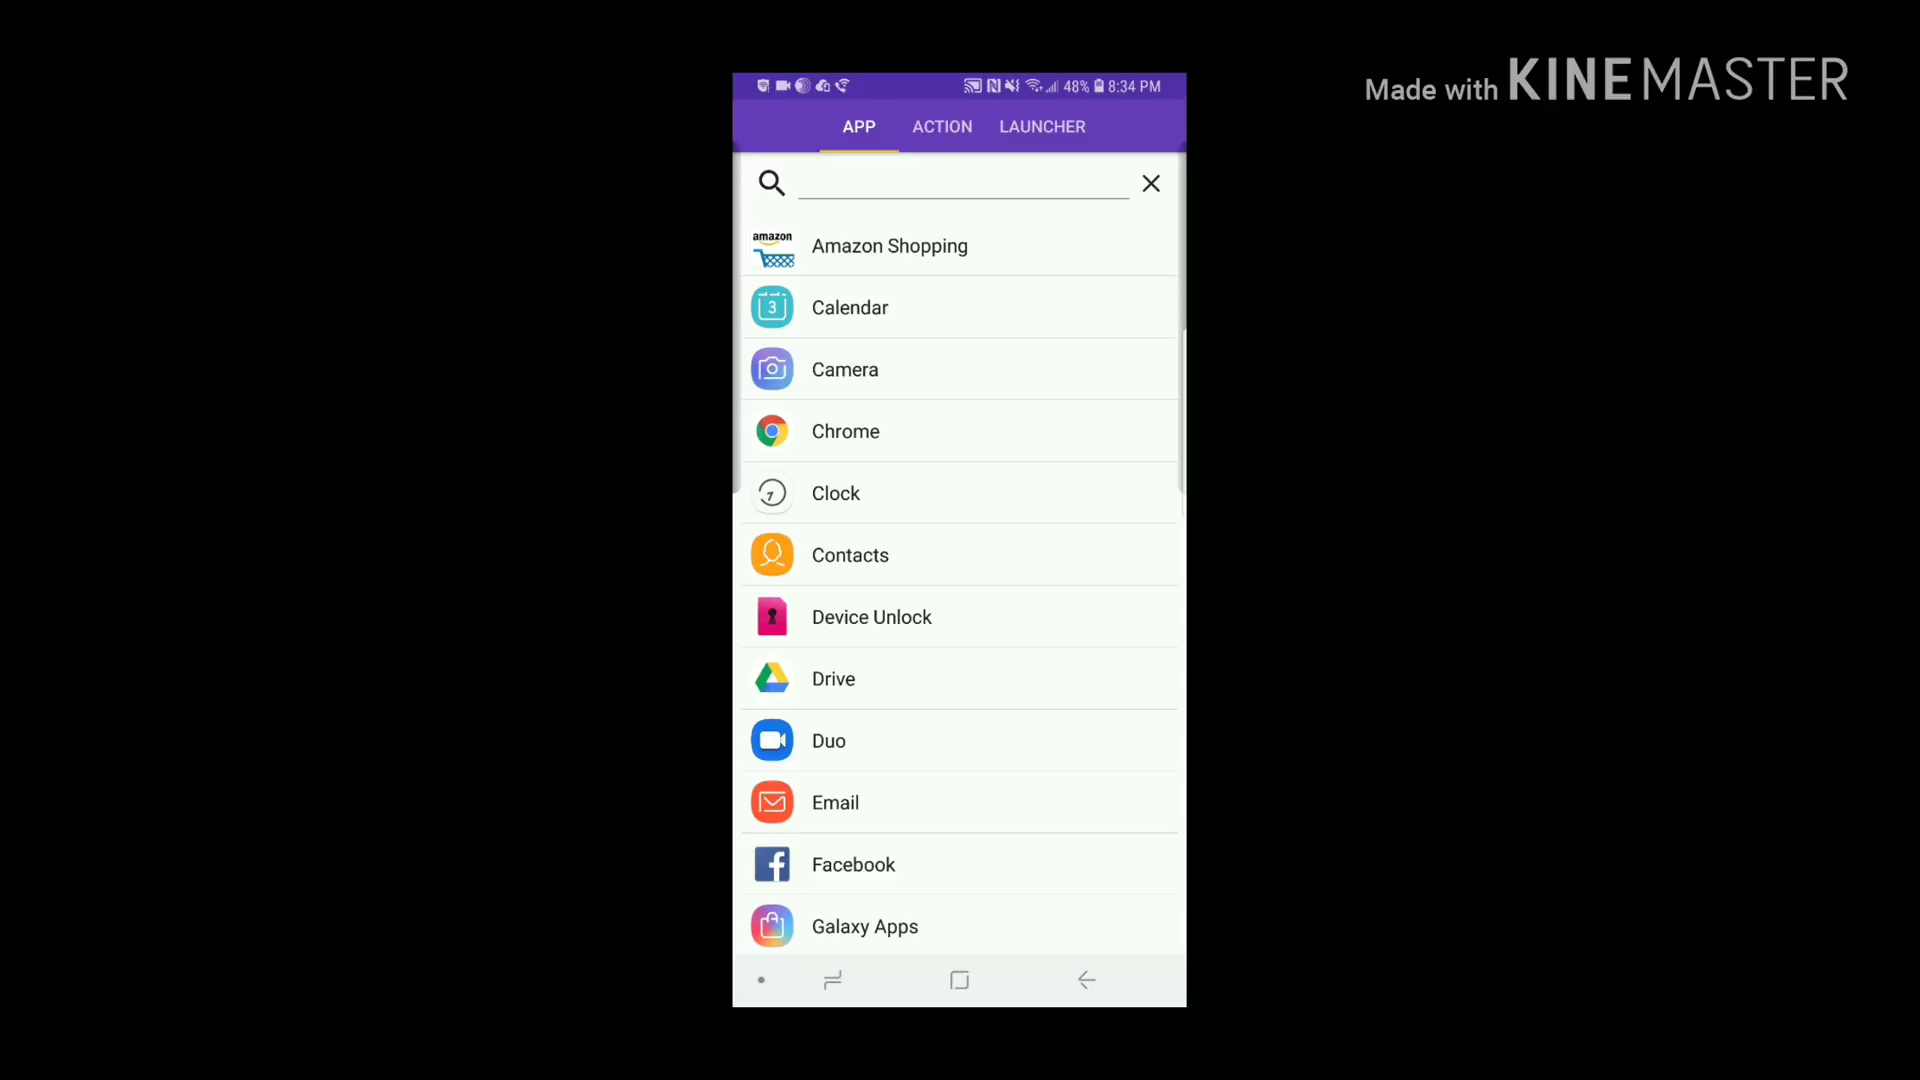 Made with KINEMASTER
48% 8:34 PM
APP ACTION LAUNCHER
amazon Amazon Shopping
3 Calendar
Camera
Chrome
Clock
Contacts
Device Unlock
Drive
Duo
Email
f Facebook
Galaxy Apps